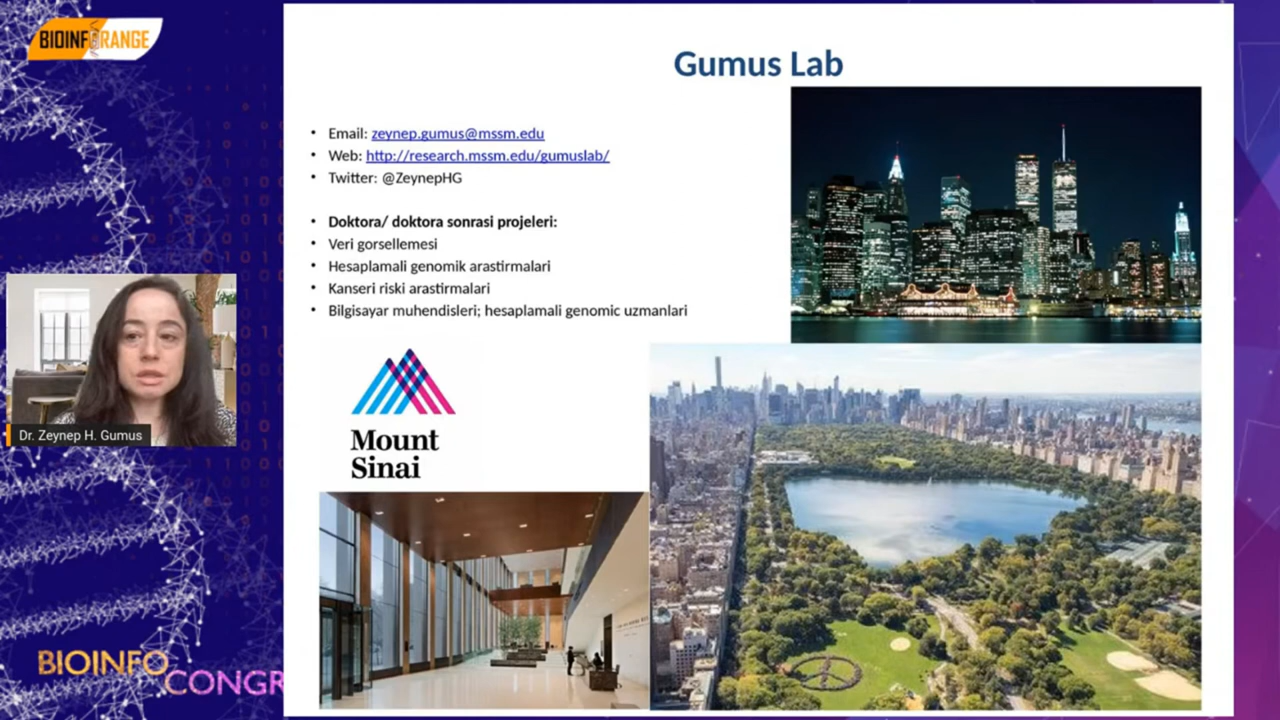 BIOINFORANGE
Gumus Lab
• Email: zeynep.gumus@mssm.edu
• Web: http://research.mssm.edu/gumuslab/
• Twitter: @ZeynepHG
• Doktora/ doktora sonrasi projeleri:
• Veri gorsellemesi
• Hesaplamali genomik arastirmalari
• Kanseri riski arastirmalari
• Bilgisayar muhendisleri; hesaplamali genomic uzmanlari
Dr. Zeynep H. Gumus
Mount
Sinai
BIOINFO
CONGR